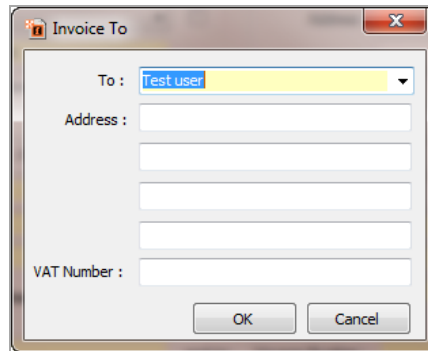 Invoice To
To :
Test user
Address :
VAT Number :
OK
Cancel